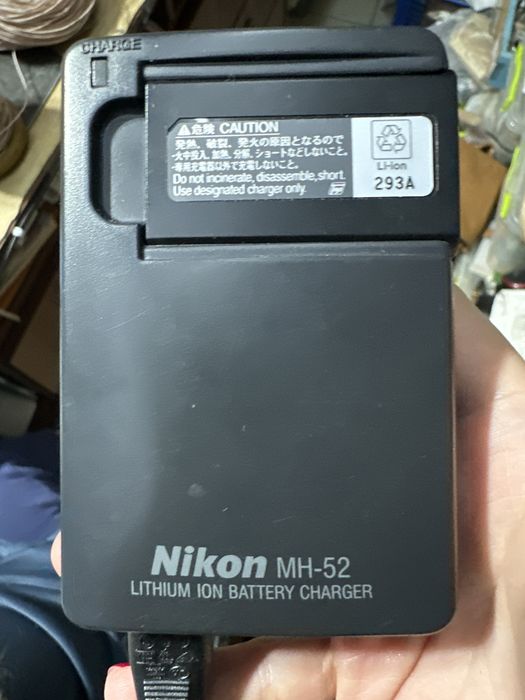 CHARGE
⚠危険 CAUTION
発熱、破裂、発火の原因となるので
・火中投入、加熱、分解、ショートなどしないこと。
・専用充電器以外で充電しないこと。
Do not incinerate, disassemble, short.
Use designated charger only.
Li-ion
293A
Nikon MH-52
LITHIUM ION BATTERY CHARGER